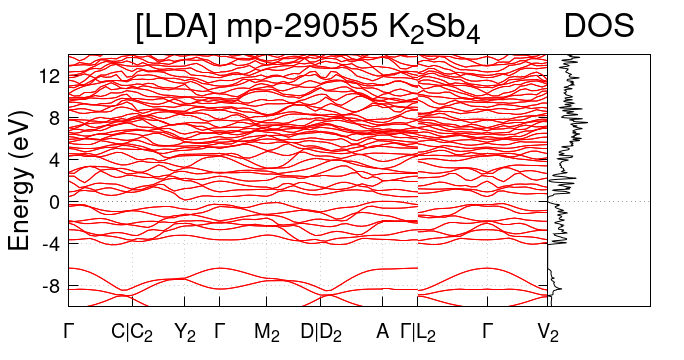 [LDA] mp-29055 K₂Sb₄ DOS
Energy (eV)
12
8
4
0
-4
-8
Γ C|C₂ Y₂ Γ M₂ D|D₂ A Γ|L₂ Γ V₂